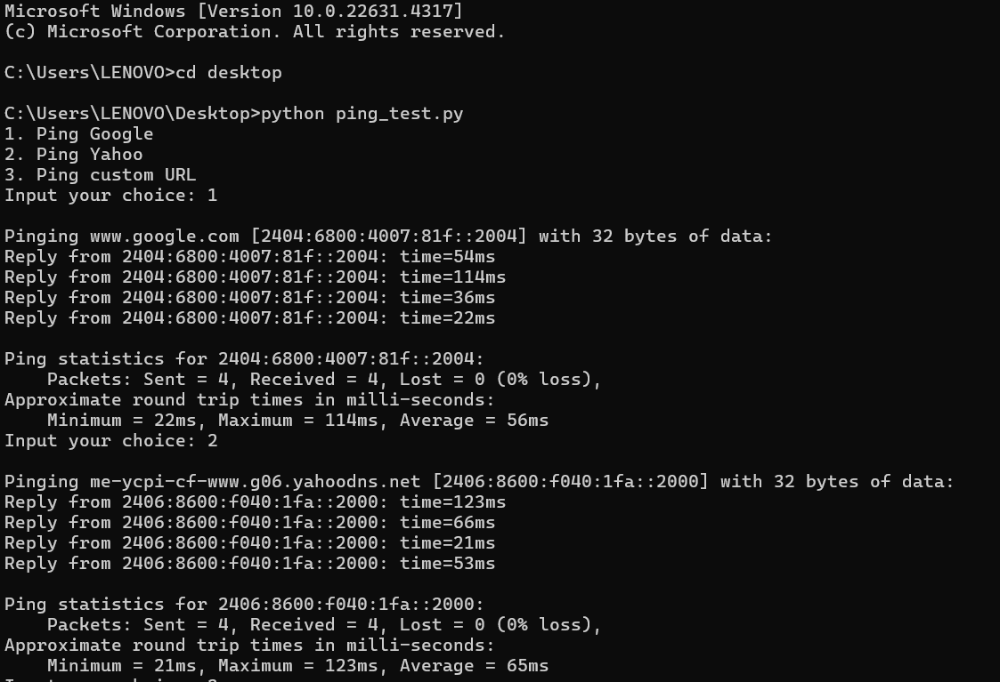 Microsoft Windows [Version 10.0.22631.4317]
(c) Microsoft Corporation. All rights reserved.
C:\Users\LENOVO>cd desktop
C:\Users\LENOVO\Desktop>python ping_test.py
1. Ping Google
2. Ping Yahoo
3. Ping custom URL
Input your choice: 1
Pinging www.google.com [2404:6800:4007:81f::2004] with 32 bytes of data:
Reply from 2404:6800:4007:81f::2004: time=54ms
Reply from 2404:6800:4007:81f::2004: time=114ms
Reply from 2404:6800:4007:81f::2004: time=36ms
Reply from 2404:6800:4007:81f::2004: time=22ms
Ping statistics for 2404:6800:4007:81f::2004:
    Packets: Sent = 4, Received = 4, Lost = 0 (0% loss),
Approximate round trip times in milli-seconds:
    Minimum = 22ms, Maximum = 114ms, Average = 56ms
Input your choice: 2
Pinging me-ycpi-cf-www.g06.yahoodns.net [2406:8600:f040:1fa::2000] with 32 bytes of data:
Reply from 2406:8600:f040:1fa::2000: time=123ms
Reply from 2406:8600:f040:1fa::2000: time=66ms
Reply from 2406:8600:f040:1fa::2000: time=21ms
Reply from 2406:8600:f040:1fa::2000: time=53ms
Ping statistics for 2406:8600:f040:1fa::2000:
    Packets: Sent = 4, Received = 4, Lost = 0 (0% loss),
Approximate round trip times in milli-seconds:
    Minimum = 21ms, Maximum = 123ms, Average = 65ms